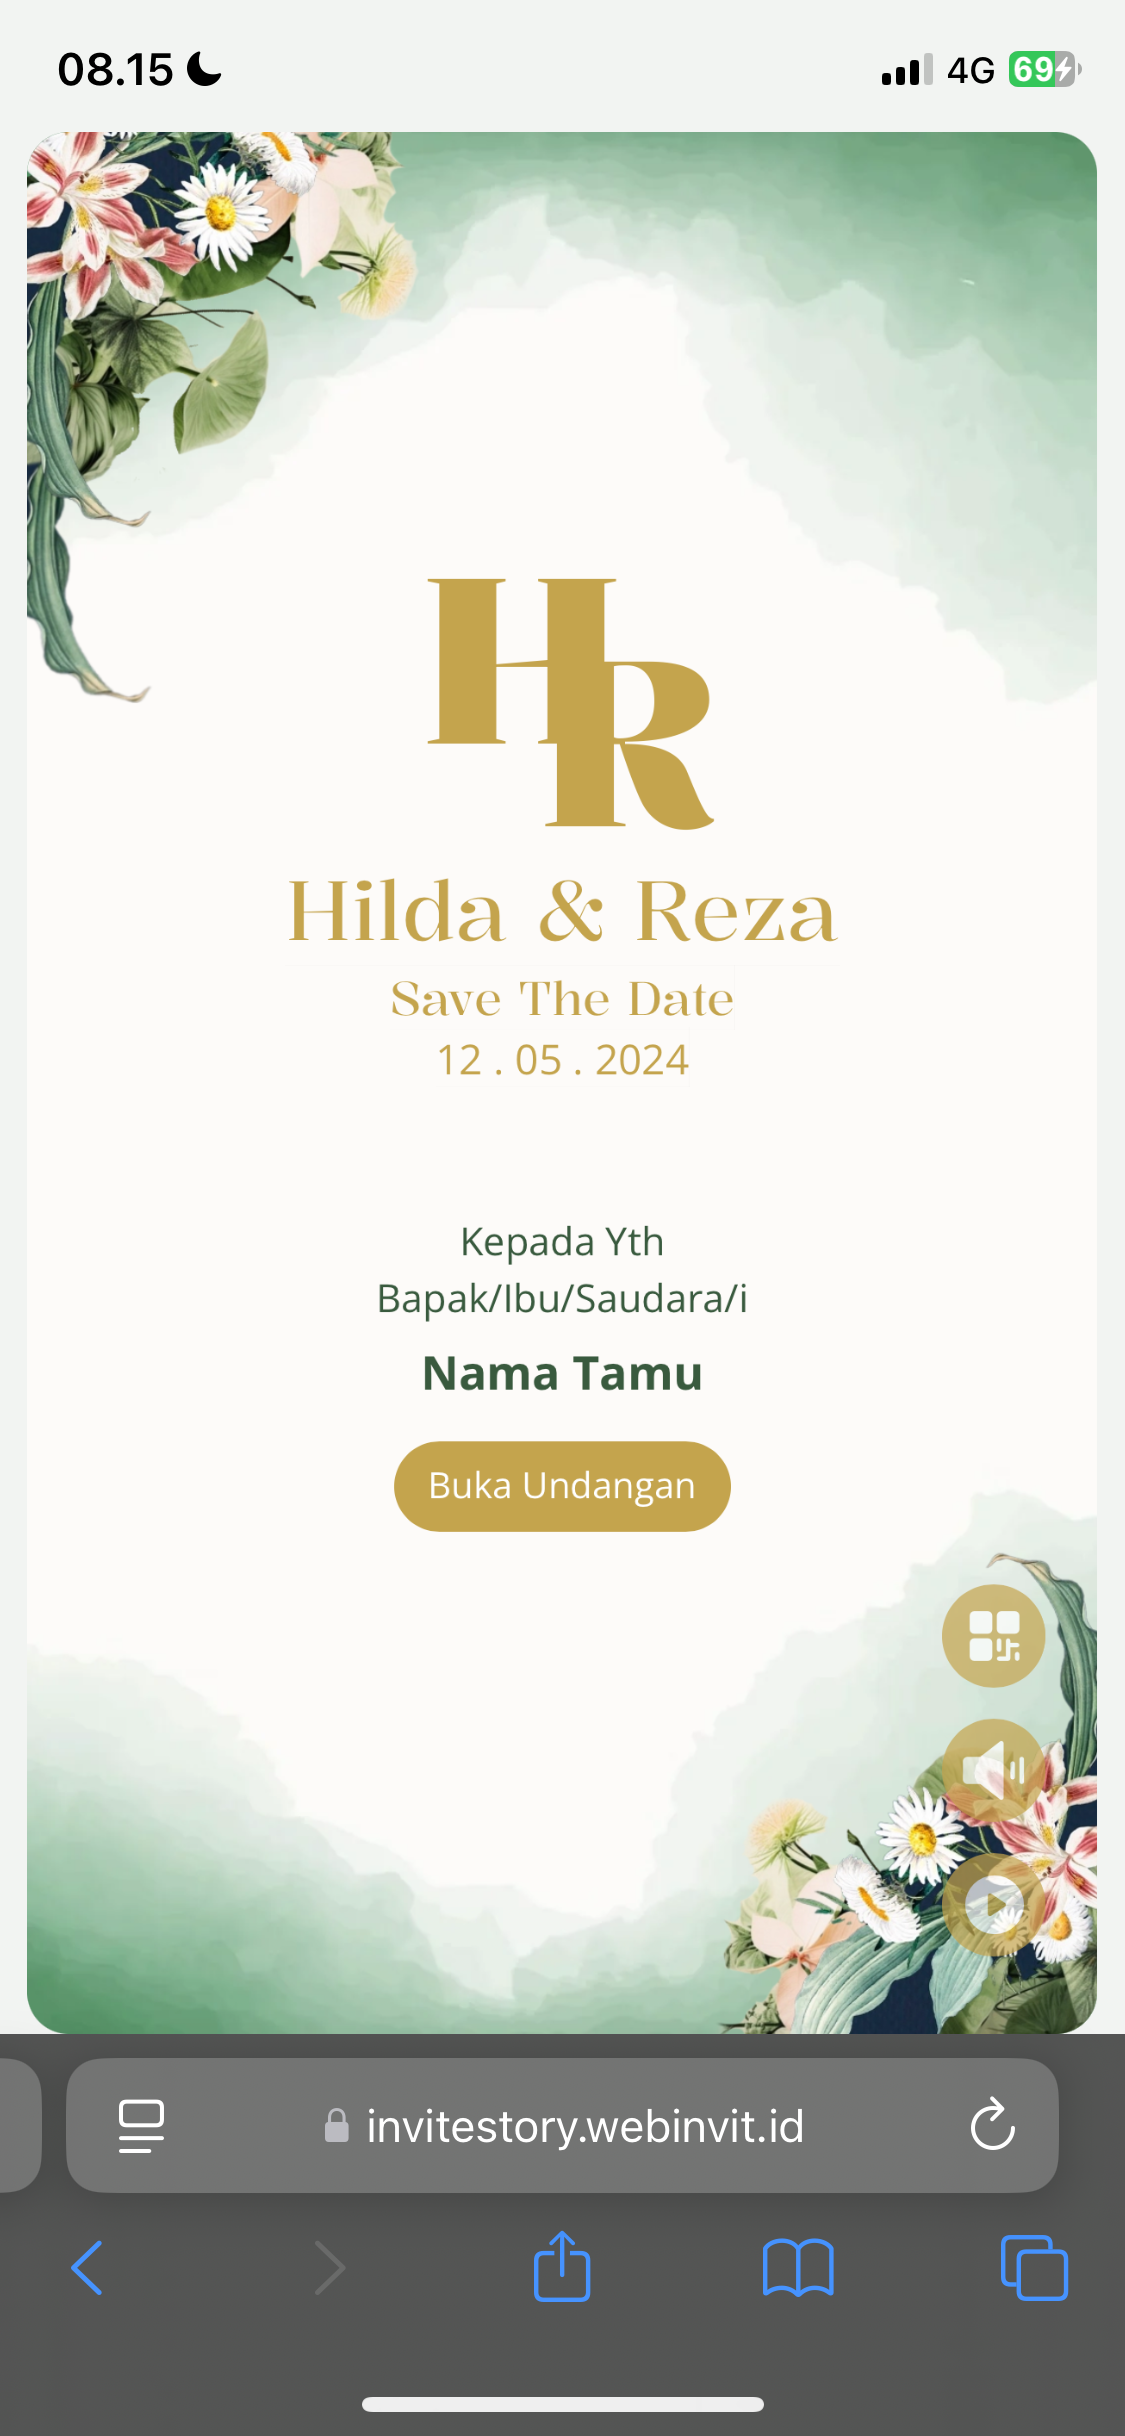 08.15
4G
69
HR
Hilda & Reza
Save The Date
12 . 05 . 2024
Kepada Yth
Bapak/Ibu/Saudara/i
Nama Tamu
Buka Undangan
invitestory.webinvit.id